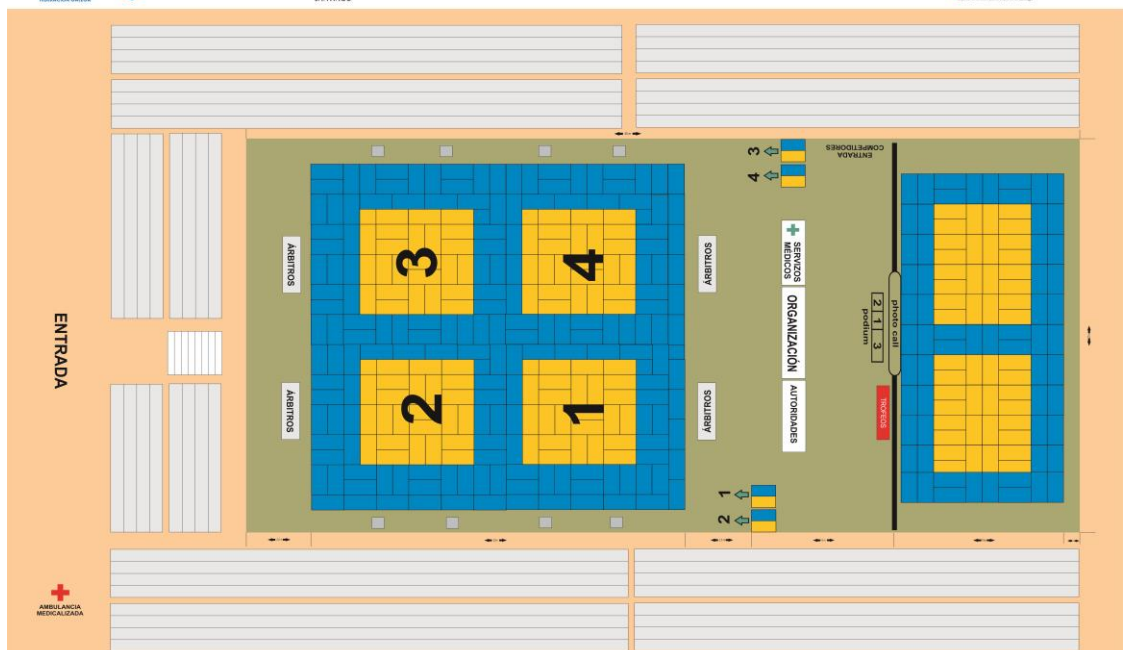 ENTRADA
AMBULANCIA
MEDICALIZADA
ÁRBITROS
ÁRBITROS
3
4
2
1
ÁRBITROS
ÁRBITROS
3
4
1
2
SERVIZOS
MÉDICOS
ORGANIZACIÓN
AUTORIDADES
ENTRADA
COMPETIDORES
photo call
2 1 3
podium
TROFEOS